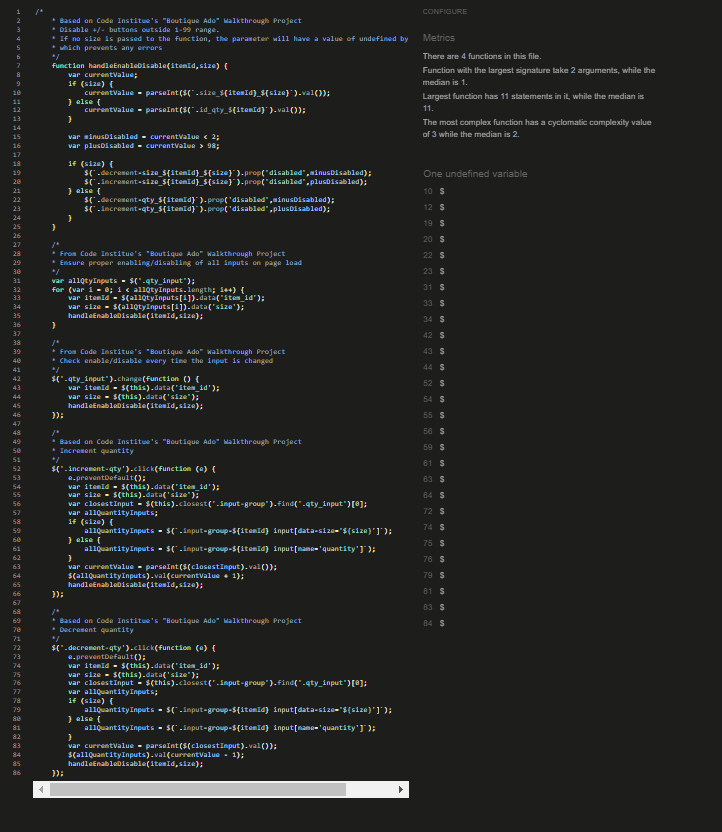 1 /*
2 * Based on Code Institue's "Boutique Ado" Walkthrough Project
3 * Disable +/- buttons outside 1-99 range.
4 * If no size is passed to the function, the parameter will have a value of undefined by
5 * which prevents any errors
6 */
7 function handleEnableDisable(itemId,size) {
8 var currentValue;
9 if (size) {
10 currentValue = parseInt($(`.size_${itemId}_${size}`).val());
11 } else {
12 currentValue = parseInt($(`.id_qty_${itemId}`).val());
13 }
14
15 var minusDisabled = currentValue < 2;
16 var plusDisabled = currentValue > 98;
17
18 if (size) {
19 $(`.decrement-size_${itemId}_${size}`).prop('disabled',minusDisabled);
20 $(`.increment-size_${itemId}_${size}`).prop('disabled',plusDisabled);
21 } else {
22 $(`.decrement-qty_${itemId}`).prop('disabled',minusDisabled);
23 $(`.increment-qty_${itemId}`).prop('disabled',plusDisabled);
24 }
25 }
26
27 /*
28 * From Code Institue's "Boutique Ado" Walkthrough Project
29 * Ensure proper enabling/disabling of all inputs on page load
30 */
31 var allQtyInputs = $('.qty_input');
32 for (var i = 0; i < allQtyInputs.length; i++) {
33 var itemId = $(allQtyInputs[i]).data('item_id');
34 var size = $(allQtyInputs[i]).data('size');
35 handleEnableDisable(itemId,size);
36 }
37
38 /*
39 * From Code Institue's "Boutique Ado" Walkthrough Project
40 * Check enable/disable every time the input is changed
41 */
42 $('.qty_input').change(function () {
43 var itemId = $(this).data('item_id');
44 var size = $(this).data('size');
45 handleEnableDisable(itemId,size);
46 });
47
48 /*
49 * Based on Code Institue's "Boutique Ado" Walkthrough Project
50 * Increment quantity
51 */
52 $('.increment-qty').click(function (e) {
53 e.preventDefault();
54 var itemId = $(this).data('item_id');
55 var size = $(this).data('size');
56 var closestInput = $(this).closest('.input-group').find('.qty_input')[0];
57 var allQuantityInputs;
58 if (size) {
59 allQuantityInputs = $(`.input-group-${itemId} input[data-size='${size}']`);
60 } else {
61 allQuantityInputs = $(`.input-group-${itemId} input[name='quantity']`);
62 }
63 var currentValue = parseInt($(closestInput).val());
64 $(allQuantityInputs).val(currentValue + 1);
65 handleEnableDisable(itemId,size);
66 });
67
68 /*
69 * Based on Code Institue's "Boutique Ado" Walkthrough Project
70 * Decrement quantity
71 */
72 $('.decrement-qty').click(function (e) {
73 e.preventDefault();
74 var itemId = $(this).data('item_id');
75 var size = $(this).data('size');
76 var closestInput = $(this).closest('.input-group').find('.qty_input')[0];
77 var allQuantityInputs;
78 if (size) {
79 allQuantityInputs = $(`.input-group-${itemId} input[data-size='${size}']`);
80 } else {
81 allQuantityInputs = $(`.input-group-${itemId} input[name='quantity']`);
82 }
83 var currentValue = parseInt($(closestInput).val());
84 $(allQuantityInputs).val(currentValue - 1);
85 handleEnableDisable(itemId,size);
86 });
CONFIGURE
Metrics
There are 4 functions in this file.
Function with the largest signature take 2 arguments, while the
median is 1.
Largest function has 11 statements in it, while the median is
11.
The most complex function has a cyclomatic complexity value
of 3 while the median is 2.
One undefined variable
10 $
12 $
19 $
20 $
22 $
23 $
31 $
33 $
34 $
42 $
43 $
44 $
52 $
54 $
55 $
56 $
59 $
61 $
63 $
64 $
72 $
74 $
75 $
76 $
79 $
81 $
83 $
84 $